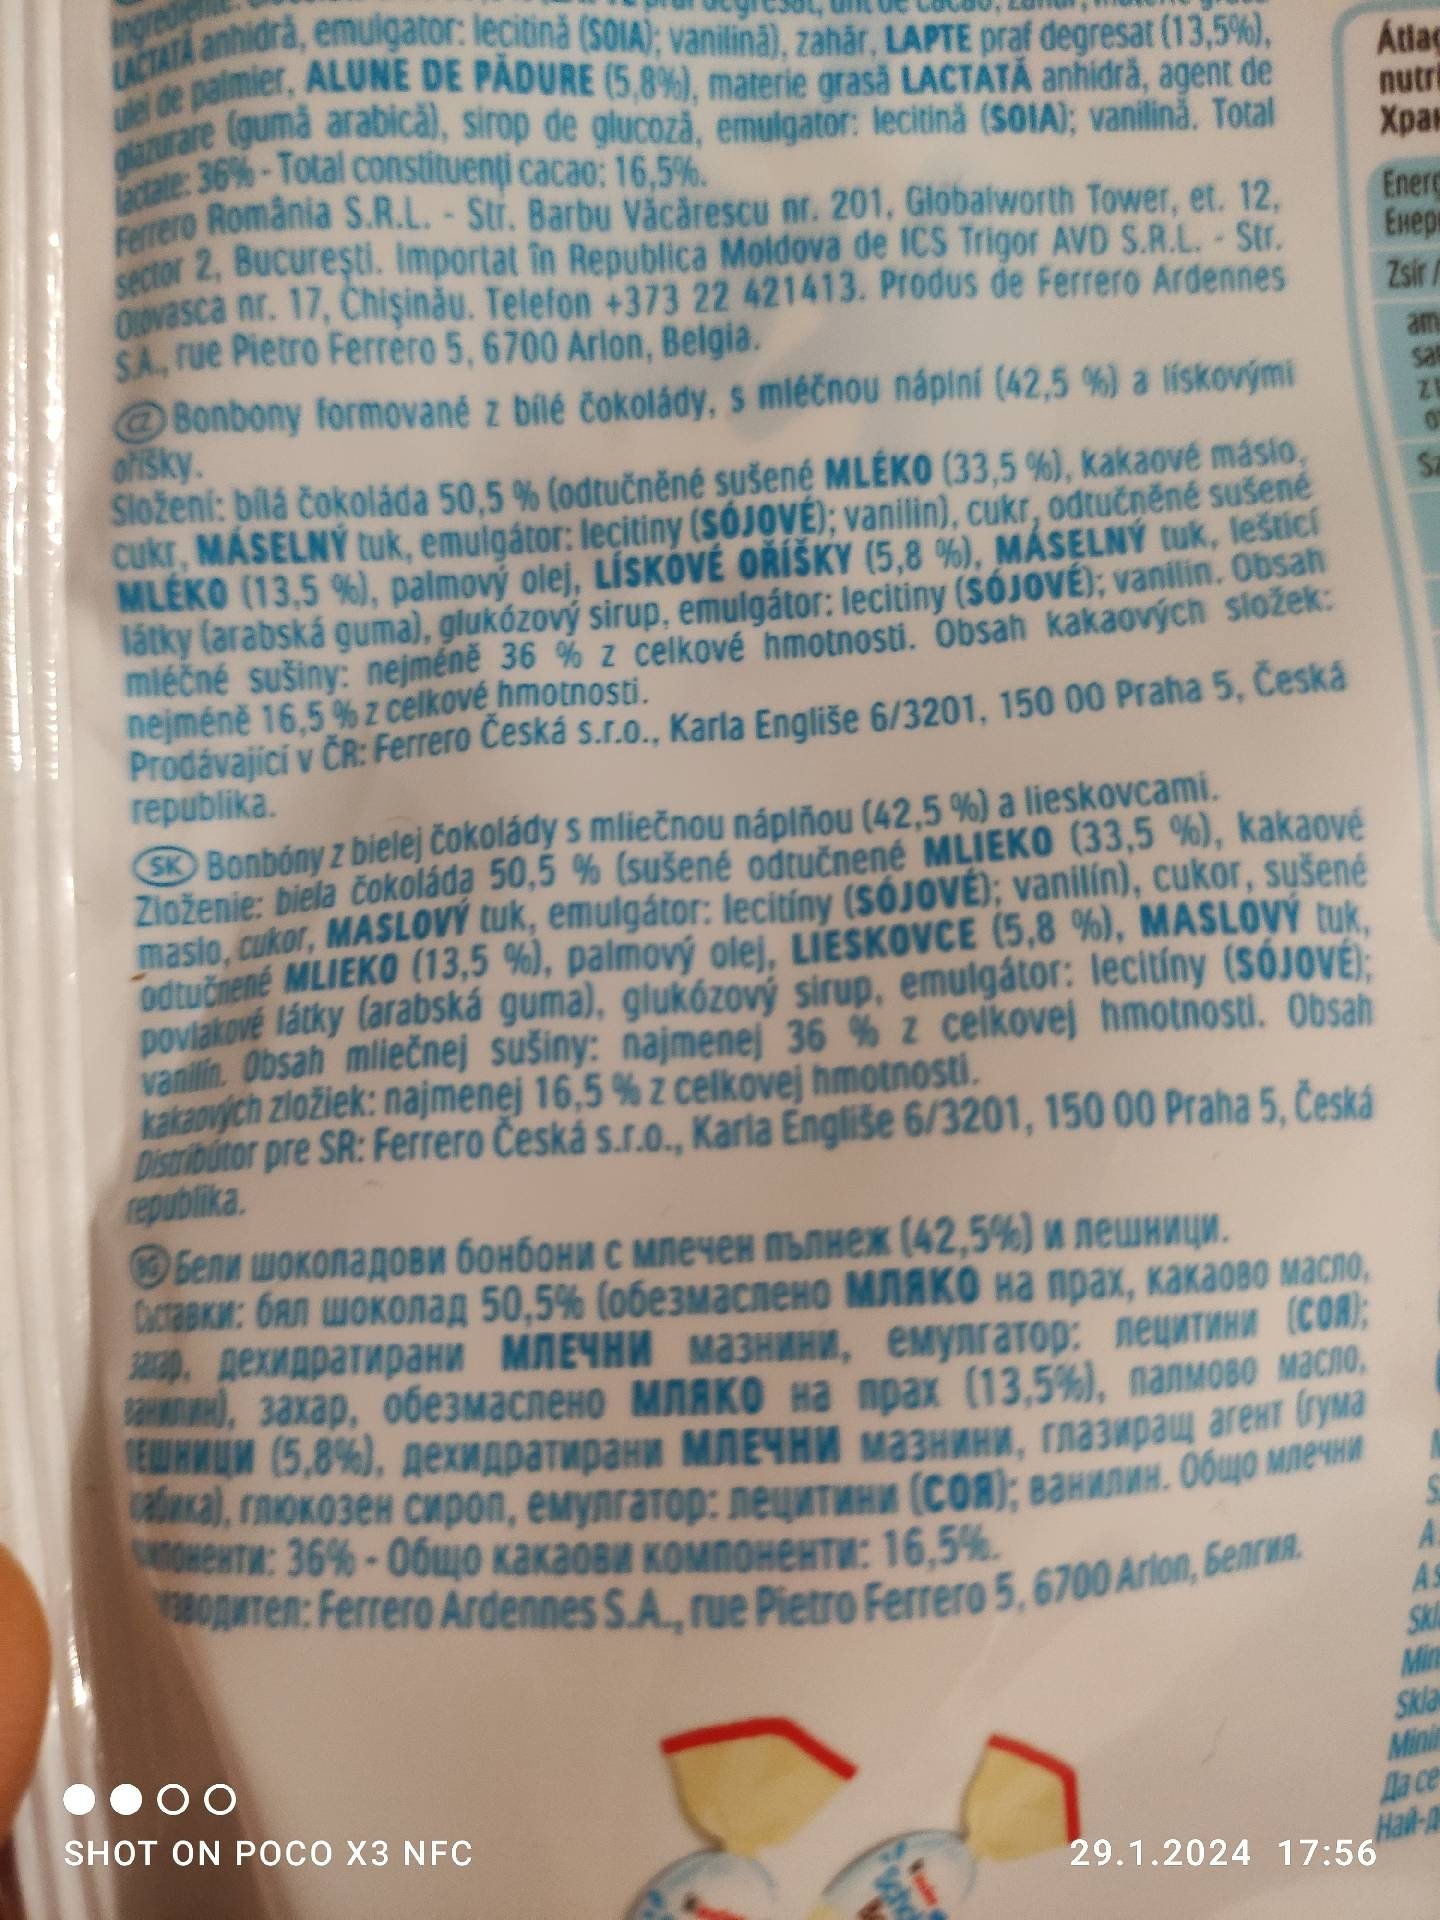 LACTATĂ anhidră, emulgator: lecitină (SOIA); vanilină), zahăr, LAPTE praf degresat (13,5%),
ulei de palmier, ALUNE DE PĂDURE (5,8%), materie grasă LACTATĂ anhidră, agent de
glazurare (gumă arabică), sirop de glucoză, emulgator: lecitină (SOIA); vanilină. Total
lactate: 36% - Total constituenți cacao: 16,5%.
Ferrero România S.R.L. - Str. Barbu Văcărescu nr. 201, Globalworth Tower, et. 12,
sector 2, București. Importat în Republica Moldova de ICS Trigor AVD S.R.L. - Str.
Otovasca nr. 17, Chișinău. Telefon +373 22 421413. Produs de Ferrero Ardennes
S.A., rue Pietro Ferrero 5, 6700 Arlon, Belgia.
Bonbony formované z bílé čokolády, s mléčnou náplní (42,5 %) a lískovými
oříšky.
Složení: bílá čokoláda 50,5 % (odtučněné sušené MLÉKO (33,5 %), kakaové máslo,
cukr, MÁSELNÝ tuk, emulgátor: lecitiny (SÓJOVÉ); vanilin), cukr, odtučněné sušené
MLÉKO (13,5 %), palmový olej, LÍSKOVÉ OŘÍŠKY (5,8 %), MÁSELNÝ tuk, lešticí
látky (arabská guma), glukózový sirup, emulgátor: lecitiny (SÓJOVÉ); vanilin. Obsah
mléčné sušiny: nejméně 36 % z celkové hmotnosti. Obsah kakaových složek:
nejméně 16,5 % z celkové hmotnosti.
Prodávající v ČR: Ferrero Česká s.r.o., Karla Engliše 6/3201, 150 00 Praha 5, Česká
republika.
SK Bonbóny z bielej čokolády s mliečnou náplňou (42,5 %) a lieskovcami.
Zloženie: biela čokoláda 50,5 % (sušené odtučnené MLIEKO (33,5 %), kakaové
maslo, cukor, MASLOVÝ tuk, emulgátor: lecitíny (SÓJOVÉ); vanilín), cukor, sušené
odtučnené MLIEKO (13,5 %), palmový olej, LIESKOVCE (5,8 %), MASLOVÝ tuk,
povlakové látky (arabská guma), glukózový sirup, emulgátor: lecitíny (SÓJOVÉ);
vanilín. Obsah mliečnej sušiny: najmenej 36 % z celkovej hmotnosti. Obsah
kakaových zložiek: najmenej 16,5 % z celkovej hmotnosti.
Distribútor pre SR: Ferrero Česká s.r.o., Karla Engliše 6/3201, 150 00 Praha 5, Česká
republika.
BG Бели шоколадови бонбони с млечен пълнеж (42,5%) и лешници.
Съставки: бял шоколад 50,5% (обезмаслено МЛЯКО на прах, какаово масло,
захар, дехидратирани МЛЕЧНИ мазнини, емулгатор: лецитини (СОЯ);
ванилин), захар, обезмаслено МЛЯКО на прах (13,5%), палмово масло,
ЛЕШНИЦИ (5,8%), дехидратирани МЛЕЧНИ мазнини, глазиращ агент (гума
глюкозен сироп, емулгатор: лецитини (СОЯ); ванилин. Общо млечни
36% - Общо какаови компоненти: 16,5%.
Ferrero Ardennes S.A., rue Pietro Ferrero 5, 6700 Arlon, Белгия.
SHOT ON POCO X3 NFC
29.1.2024 17:56